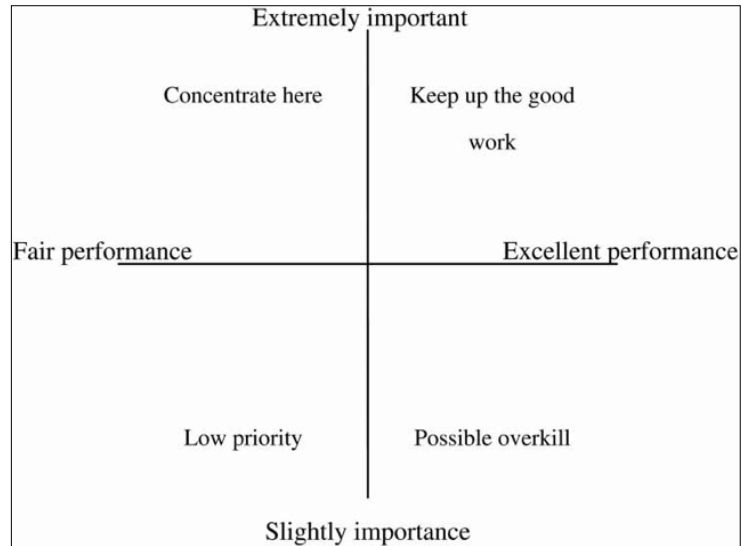 Extremely important
Concentrate here
Keep up the good
work
Fair performance
Excellent performance
Low priority
Possible overkill
Slightly importance